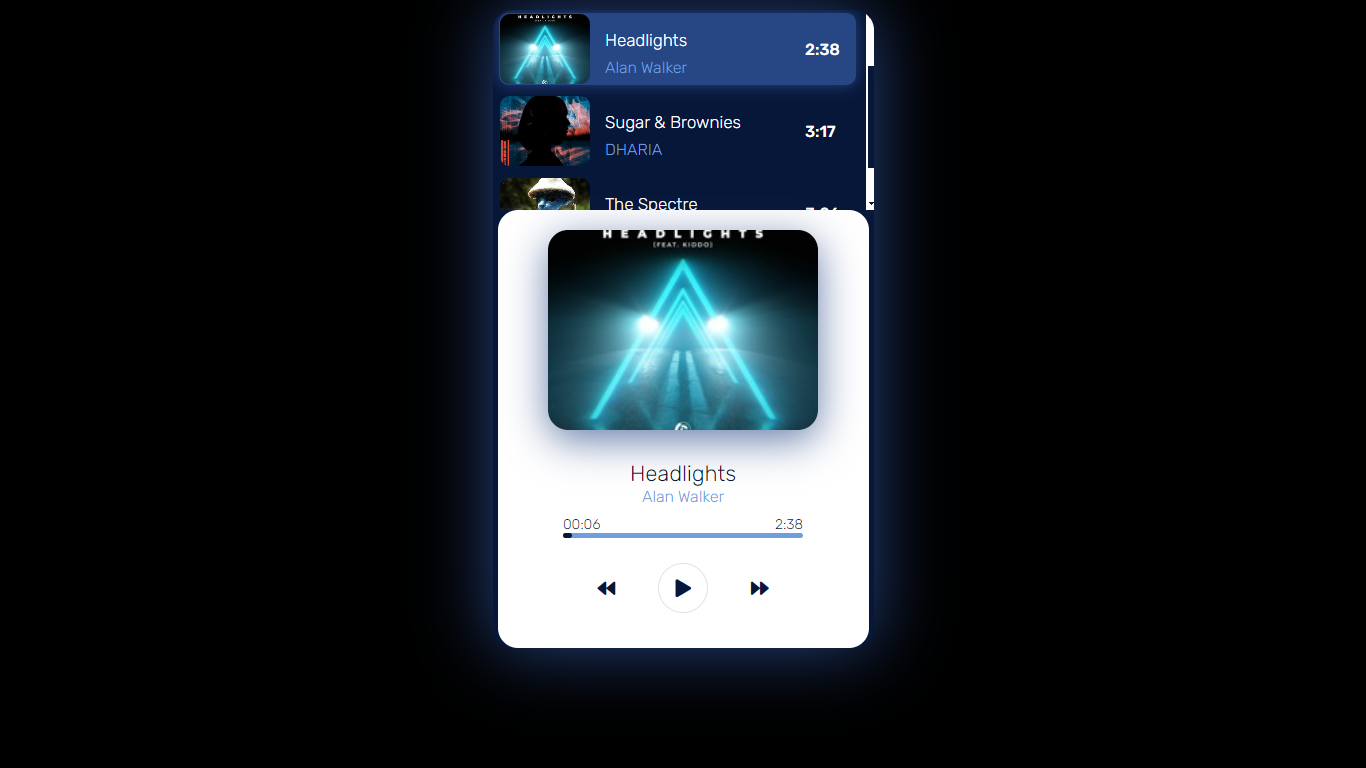 HEADLIGHTS
Headlights
2:38
Alan Walker
Sugar & Brownies
3:17
DHARIA
The Spectre
HEADLIGHTS
(FEAT. KIDDO)
Headlights
Alan Walker
00:06 2:38